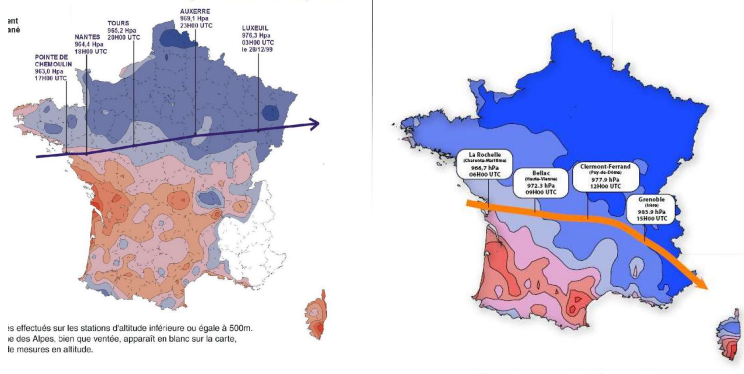 ent
ané
POINTE DE
CHEMOULIN
963,0 Hpa
17H00 UTC
NANTES
964,4 Hpa
18H00 UTC
TOURS
965,2 Hpa
20H00 UTC
AUXERRE
969,1 Hpa
23H00 UTC
LUXEUIL
976,3 Hpa
03H00 UTC
le 28/12/99
es effectués sur les stations d'altitude inférieure ou égale à 500m.
e des Alpes, bien que ventée, apparaît en blanc sur la carte,
de mesures en altitude.
La Rochelle
(Charente-Maritime)
966,7 hPa
06H00 UTC
Bellac
(Haute-Vienne)
972.3 hPa
09H00 UTC
Clermont-Ferrand
(Puy-de-Dôme)
977.9 hPa
12H00 UTC
Grenoble
(Isère)
983.9 hPa
15H00 UTC